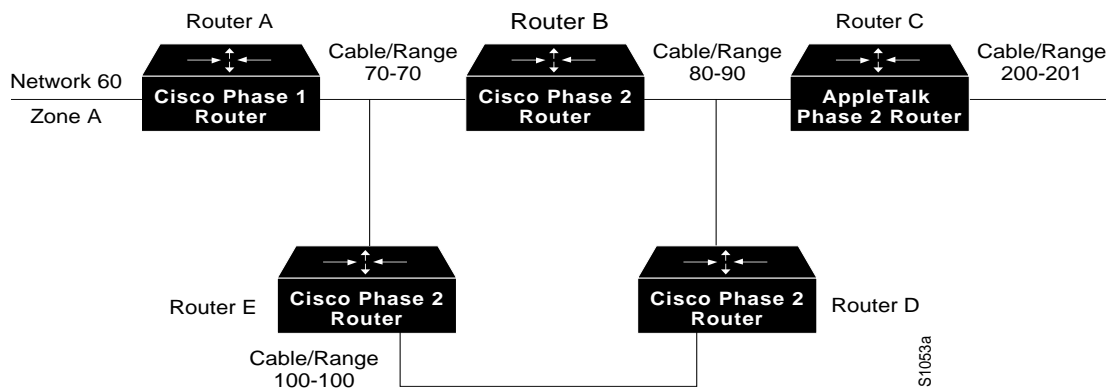 Router A
Router B
Router C
Cable/Range
70-70
Cable/Range
80-90
Cable/Range
200-201
Network 60
Zone A
Cisco Phase 1
Router
Cisco Phase 2
Router
AppleTalk
Phase 2 Router
Router E
Cisco Phase 2
Router
Cisco Phase 2
Router
Router D
Cable/Range
100-100
S1053a